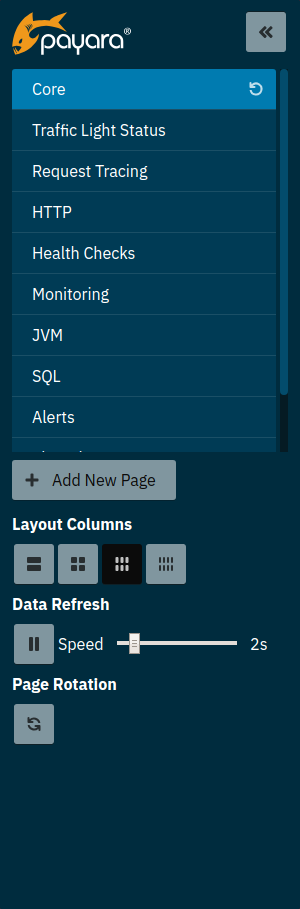 payara®
Core
Traffic Light Status
Request Tracing
HTTP
Health Checks
Monitoring
JVM
SQL
Alerts
Add New Page
Layout Columns
Data Refresh
Speed 2s
Page Rotation